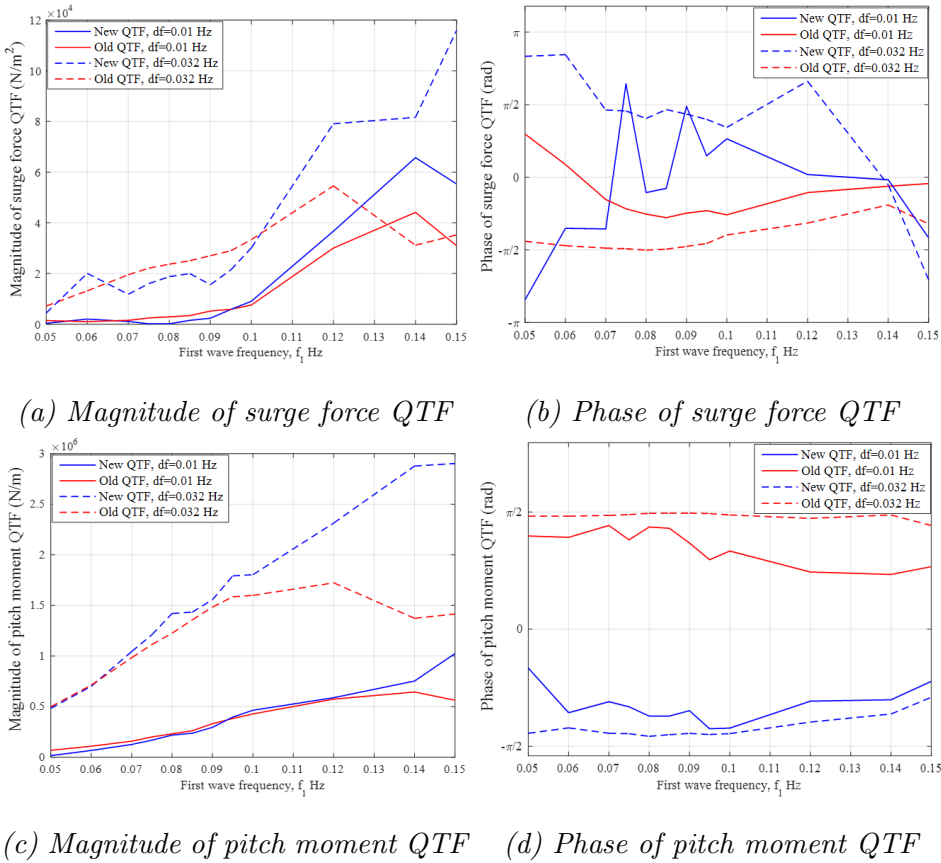 ×10⁴
12
10
8
6
4
2
0
Magnitude of surge force QTF (N/m²)
New QTF, df=0.01 Hz
Old QTF, df=0.01 Hz
New QTF, df=0.032 Hz
Old QTF, df=0.032 Hz
0.05 0.06 0.07 0.08 0.09 0.1 0.11 0.12 0.13 0.14 0.15
First wave frequency, f₁ Hz
(a) Magnitude of surge force QTF
π
π/2
0
-π/2
-π
Phase of surge force QTF (rad)
New QTF, df=0.01 Hz
Old QTF, df=0.01 Hz
New QTF, df=0.032 Hz
Old QTF, df=0.032 Hz
0.05 0.06 0.07 0.08 0.09 0.1 0.11 0.12 0.13 0.14 0.15
First wave frequency, f₁ Hz
(b) Phase of surge force QTF
×10⁶
3
2.5
2
1.5
1
0.5
0
Magnitude of pitch moment QTF (N/m)
New QTF, df=0.01 Hz
Old QTF, df=0.01 Hz
New QTF, df=0.032 Hz
Old QTF, df=0.032 Hz
0.05 0.06 0.07 0.08 0.09 0.1 0.11 0.12 0.13 0.14 0.15
First wave frequency, f₁ Hz
(c) Magnitude of pitch moment QTF
π/2
0
-π/2
Phase of pitch moment QTF (rad)
New QTF, df=0.01 Hz
Old QTF, df=0.01 Hz
New QTF, df=0.032 Hz
Old QTF, df=0.032 Hz
0.05 0.06 0.07 0.08 0.09 0.1 0.11 0.12 0.13 0.14 0.15
First wave frequency, f₁ Hz
(d) Phase of pitch moment QTF